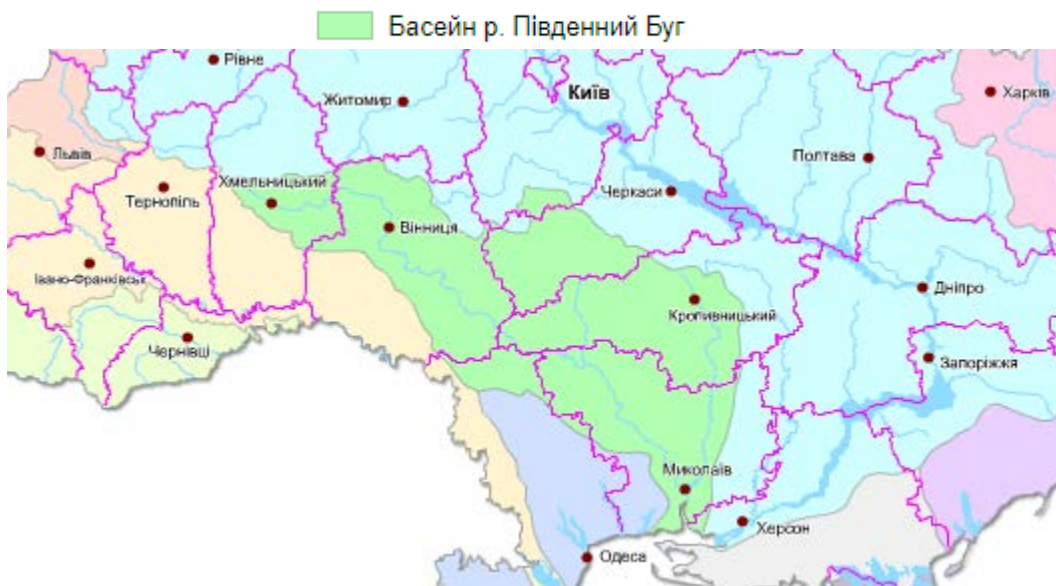 Басейн р. Південний Буг
Рівне
Київ
Харків
Житомир
Львів
Полтава
Хмельницький
Тернопіль
Черкаси
Вінниця
Івано-Франківськ
Дніпро
Кропивницький
Чернівці
Запоріжжя
Миколаїв
Херсон
Одеса